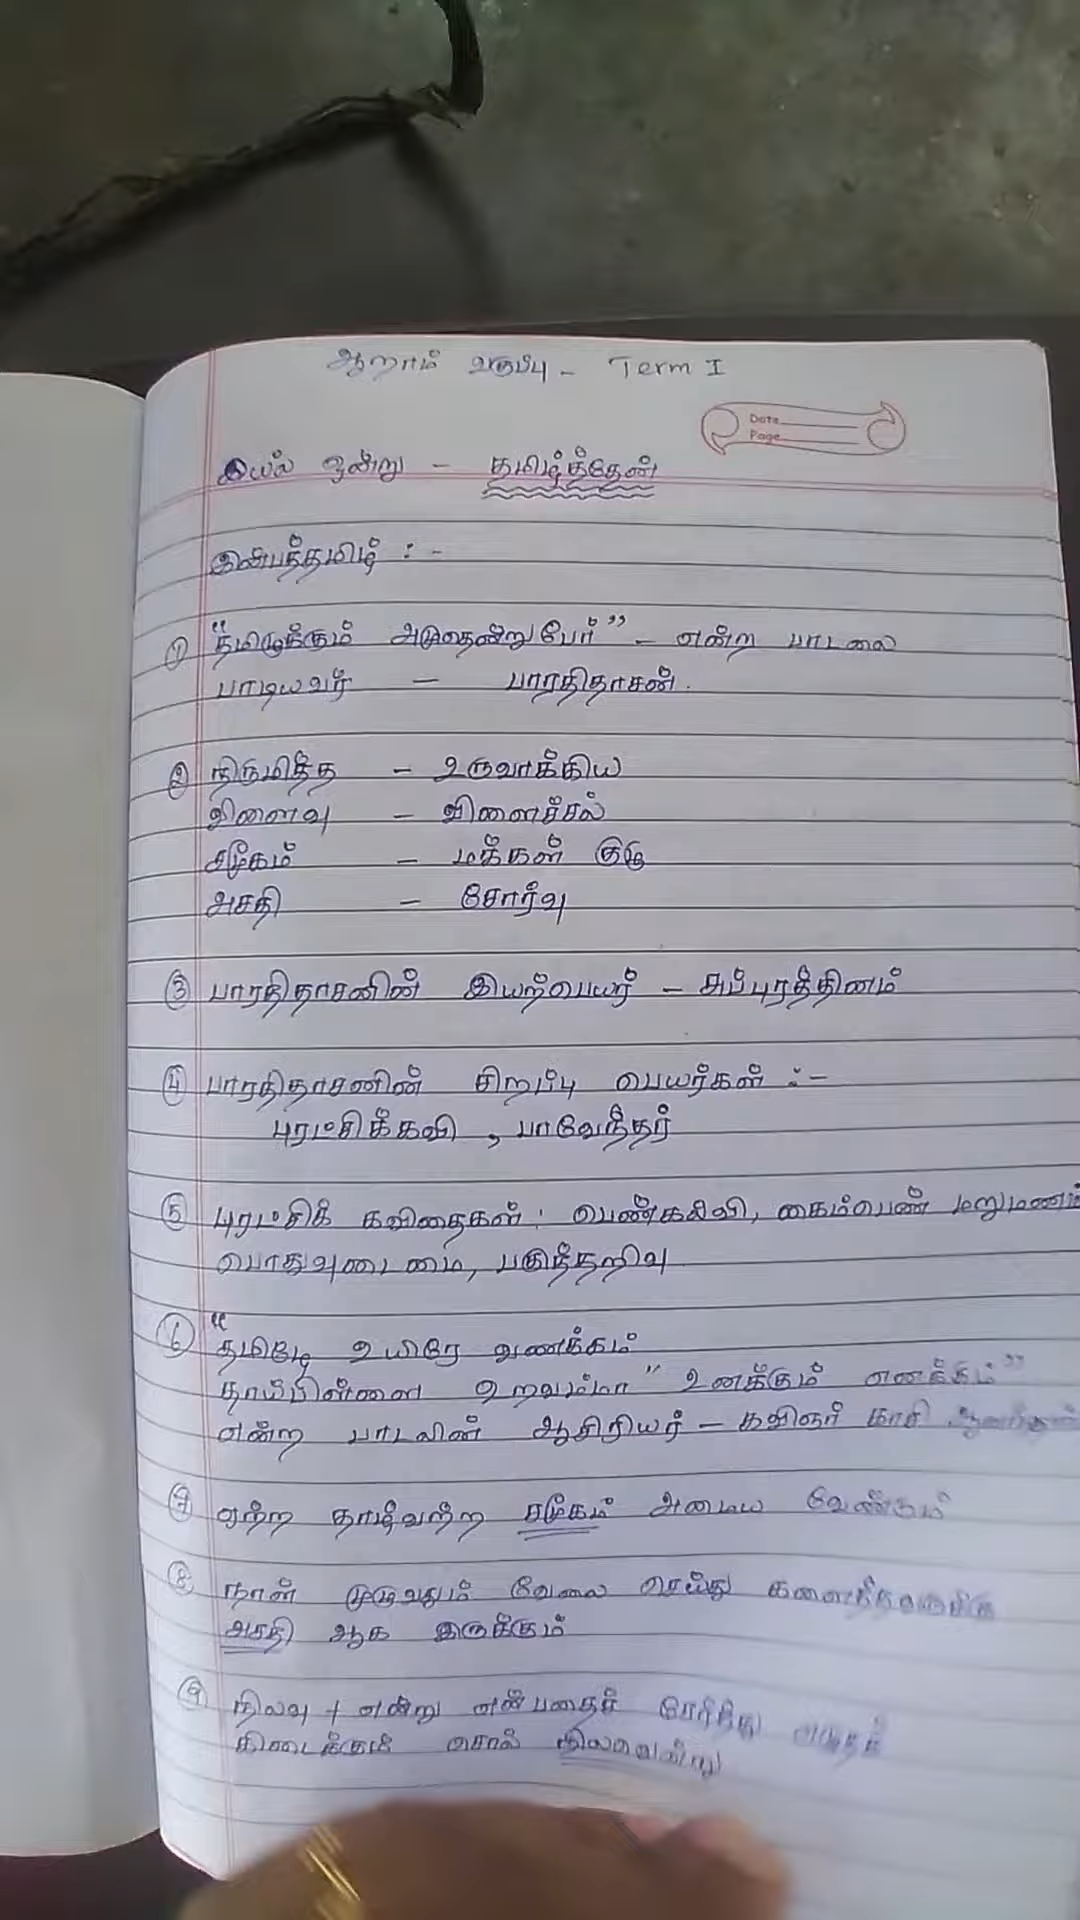 ஆறாம் வகுப்பு - Term I
Date
Page
இயல் ஒன்று - தமிழ்த்தேன்
இன்பத்தமிழ் : -
① "தமிழுக்கும் அமுதென்று பேர்" - என்ற பாடலை
பாடியவர் - பாரதிதாசன்.
② நிருமித்த - உருவாக்கிய
விளைவு - விளைச்சல்
சமூகம் - மக்கள் குழு
அசதி - சோர்வு
③ பாரதிதாசனின் இயற்பெயர் - சுப்புரத்தினம்
④ பாரதிதாசனின் சிறப்பு பெயர்கள் :-
புரட்சிக்கவி , பாவேந்தர்
⑤ புரட்சிக் கவிதைகள் : பெண்கல்வி, கைம்பெண் மறுமணம்
பொதுவுடைமை, பகுத்தறிவு
⑥ "தமிழே உயிரே வணக்கம்
தாய்பிள்ளை உறவம்மா" உனக்கும் எனக்கும்"
என்ற பாடலின் ஆசிரியர் - கவிஞர் காசி ஆனந்தன்
⑦ ஏற்ற தாழ்வற்ற சமூகம் அமைய வேண்டும்
⑧ நாள் முழுவதும் வேலை செய்து
அசதி ஆக இருக்கும்
⑨ நிலவு + என்று என்பதைச் சேர்த்து எழுதக்
கிடைக்கும் சொல் நிலவென்று